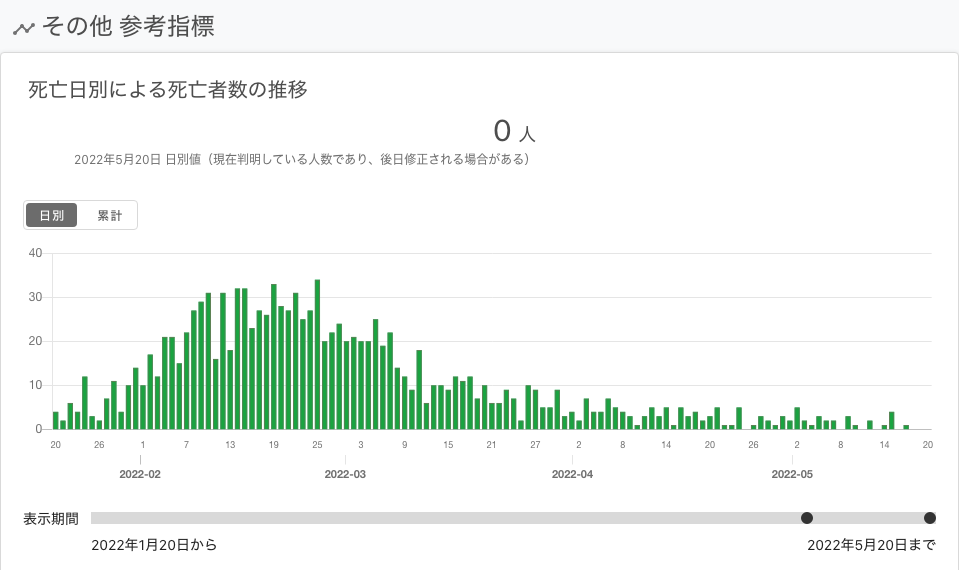 その他 参考指標
死亡日別による死亡者数の推移
0 人
2022年5月20日 日別値（現在判明している人数であり、後日修正される場合がある）
日別 累計
40
30
20
10
0
20 26 1 7 13 19 25 3 9 15 21 27 2 8 14 20 26 2 8 14 20
2022-02 2022-03 2022-04 2022-05
表示期間
2022年1月20日から 2022年5月20日まで